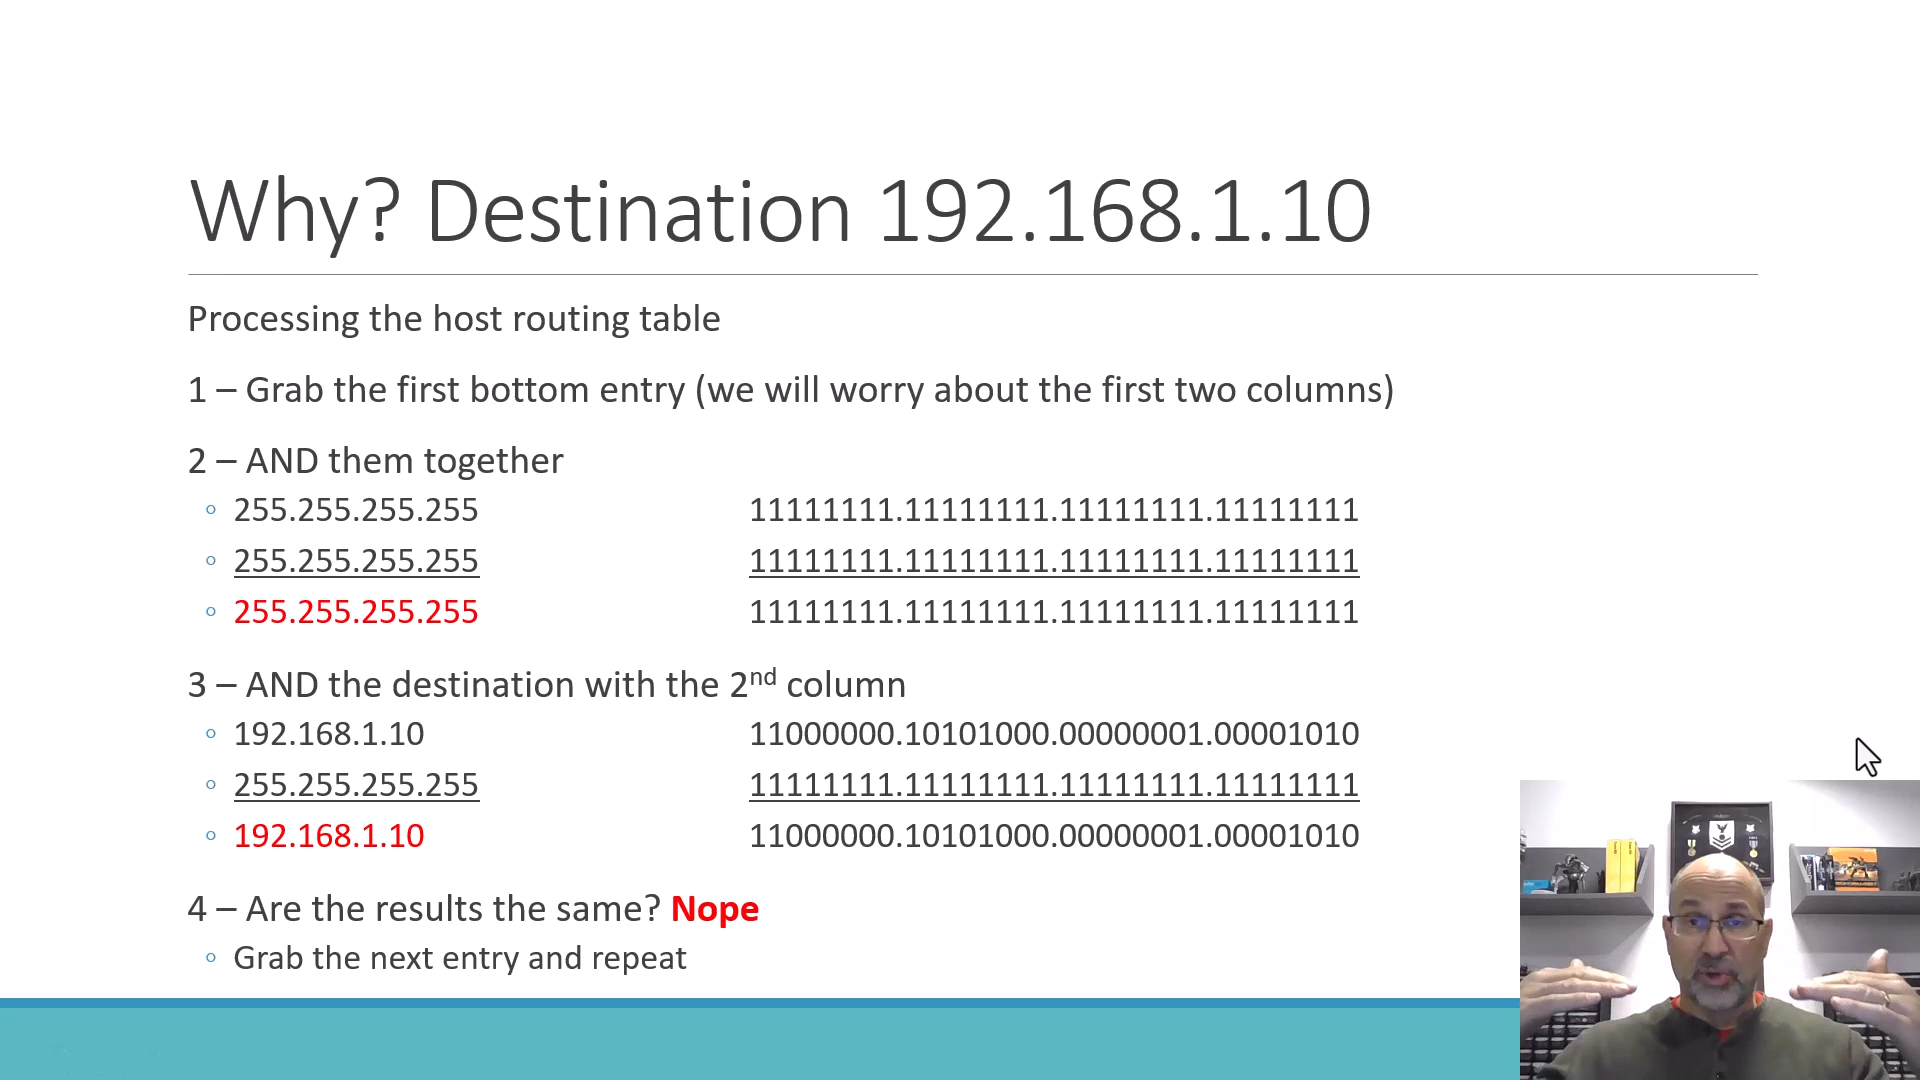 Why? Destination 192.168.1.10
Processing the host routing table
1 – Grab the first bottom entry (we will worry about the first two columns)
2 – AND them together
255.255.255.255 11111111.11111111.11111111.11111111
255.255.255.255 11111111.11111111.11111111.11111111
255.255.255.255 11111111.11111111.11111111.11111111
3 – AND the destination with the 2nd column
192.168.1.10 11000000.10101000.00000001.00001010
255.255.255.255 11111111.11111111.11111111.11111111
192.168.1.10 11000000.10101000.00000001.00001010
4 – Are the results the same? Nope
Grab the next entry and repeat